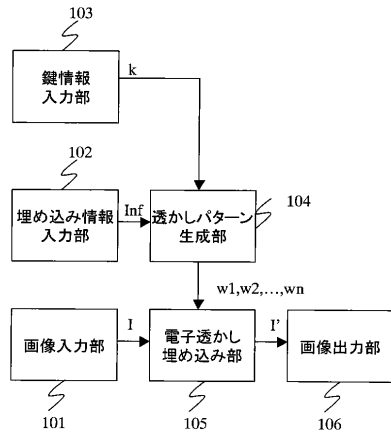 103
鍵情報
入力部
k
102
埋め込み情報
入力部
Inf
透かしパターン
生成部
104
w1,w2,…,wn
画像入力部
I
電子透かし
埋め込み部
I'
画像出力部
101
105
106